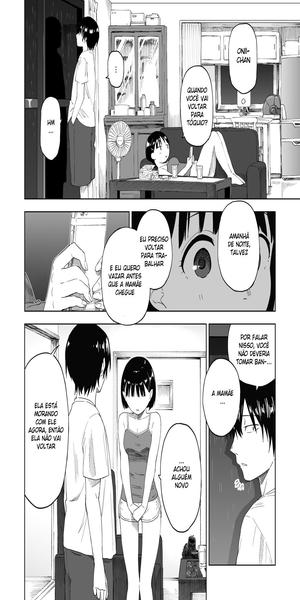 ONI-
CHAN
QUANDO
VOCÊ VAI
VOLTAR
PARA
TÓQUIO?
...
HM
...
AMANHÃ
DE NOITE,
TALVEZ
EU PRECISO
VOLTAR
PARA TRA-
BALHAR
E EU QUERO
VAZAR ANTES
QUE A MAMÃE
CHEGUE
POR FALAR
NISSO, VOCÊ
NÃO DEVERIA
TOMAR BAN-...
A MAMÃE
...
... ACHOU
ALGUÉM
NOVO
ELA ESTÁ
MORANDO
COM ELE
AGORA, ENTÃO
ELA NÃO VAI
VOLTAR